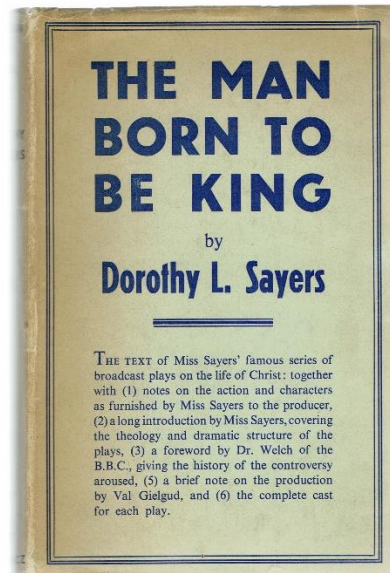 THE MAN
BORN TO
BE KING
by
Dorothy L. Sayers
THE TEXT of Miss Sayers' famous series of
broadcast plays on the life of Christ: together
with (1) notes on the action and characters
as furnished by Miss Sayers to the producer,
(2) a long introduction by Miss Sayers, covering
the theology and dramatic structure of the
plays, (3) a foreword by Dr. Welch of the
B.B.C., giving the history of the controversy
aroused, (5) a brief note on the production
by Val Gielgud, and (6) the complete cast
for each play.